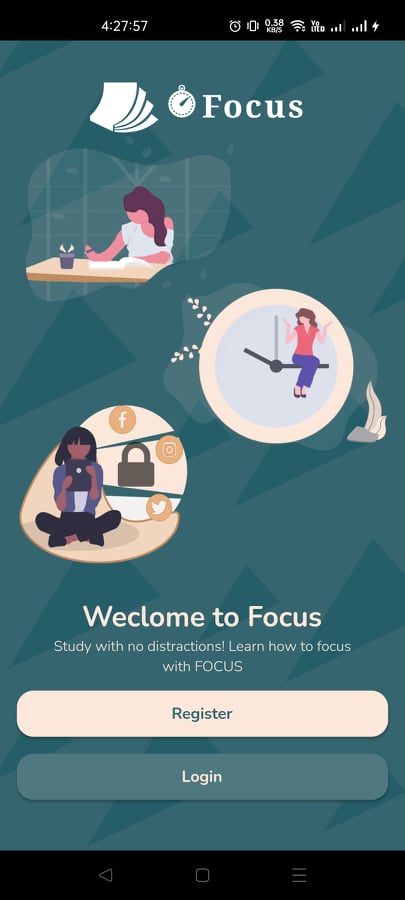 4:27:57
0.38
KB/S
Vo
LTE
Focus
Weclome to Focus
Study with no distractions! Learn how to focus
with FOCUS
Register
Login